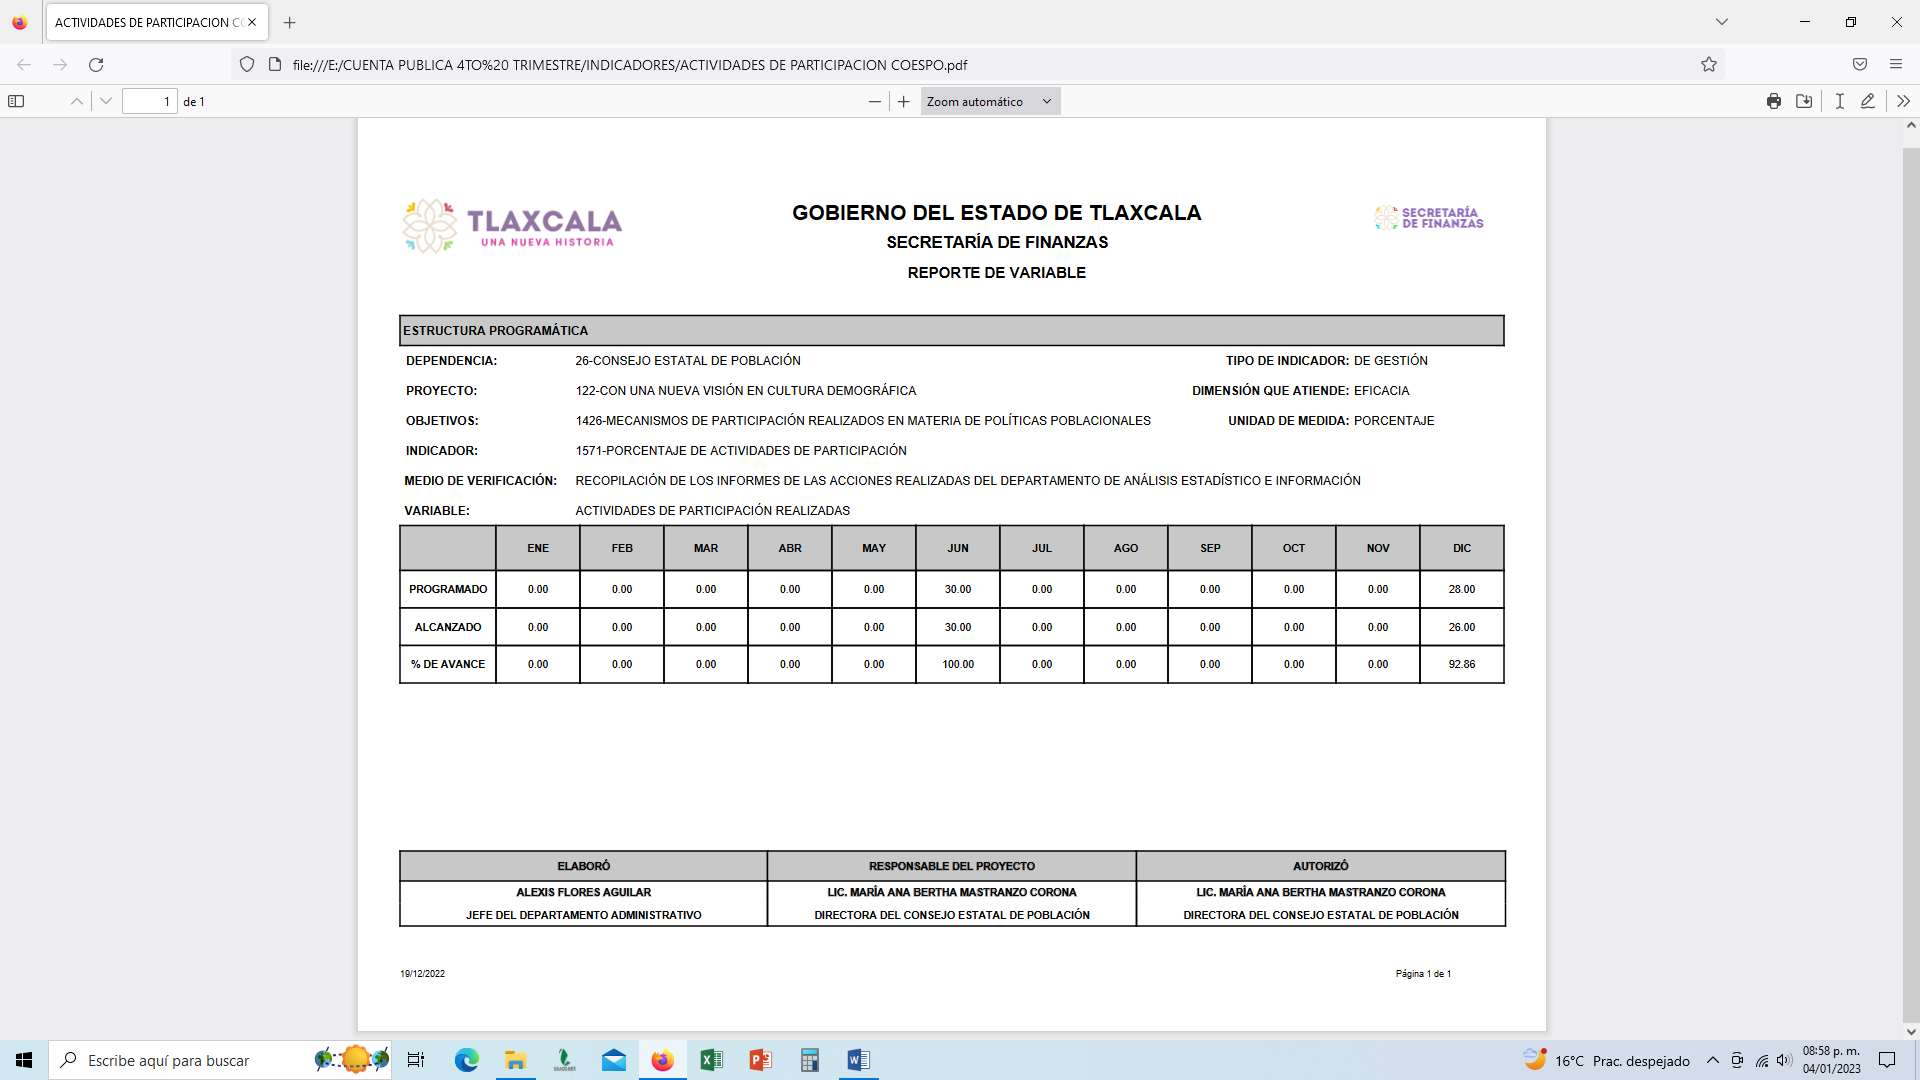 ACTIVIDADES DE PARTICIPACION CO
file:///E:/CUENTA PUBLICA 4TO%20 TRIMESTRE/INDICADORES/ACTIVIDADES DE PARTICIPACION COESPO.pdf
1 de 1
Zoom automático
TLAXCALA
UNA NUEVA HISTORIA
GOBIERNO DEL ESTADO DE TLAXCALA
SECRETARÍA DE FINANZAS
REPORTE DE VARIABLE
SECRETARÍA
DE FINANZAS
ESTRUCTURA PROGRAMÁTICA
DEPENDENCIA: 26-CONSEJO ESTATAL DE POBLACIÓN TIPO DE INDICADOR: DE GESTIÓN
PROYECTO: 122-CON UNA NUEVA VISIÓN EN CULTURA DEMOGRÁFICA DIMENSIÓN QUE ATIENDE: EFICACIA
OBJETIVOS: 1426-MECANISMOS DE PARTICIPACIÓN REALIZADOS EN MATERIA DE POLÍTICAS POBLACIONALES UNIDAD DE MEDIDA: PORCENTAJE
INDICADOR: 1571-PORCENTAJE DE ACTIVIDADES DE PARTICIPACIÓN
MEDIO DE VERIFICACIÓN: RECOPILACIÓN DE LOS INFORMES DE LAS ACCIONES REALIZADAS DEL DEPARTAMENTO DE ANÁLISIS ESTADÍSTICO E INFORMACIÓN
VARIABLE: ACTIVIDADES DE PARTICIPACIÓN REALIZADAS
ENE FEB MAR ABR MAY JUN JUL AGO SEP OCT NOV DIC
PROGRAMADO 0.00 0.00 0.00 0.00 0.00 30.00 0.00 0.00 0.00 0.00 0.00 28.00
ALCANZADO 0.00 0.00 0.00 0.00 0.00 30.00 0.00 0.00 0.00 0.00 0.00 26.00
% DE AVANCE 0.00 0.00 0.00 0.00 0.00 100.00 0.00 0.00 0.00 0.00 0.00 92.86
ELABORÓ RESPONSABLE DEL PROYECTO AUTORIZÓ
ALEXIS FLORES AGUILAR LIC. MARÍA ANA BERTHA MASTRANZO CORONA LIC. MARÍA ANA BERTHA MASTRANZO CORONA
JEFE DEL DEPARTAMENTO ADMINISTRATIVO DIRECTORA DEL CONSEJO ESTATAL DE POBLACIÓN DIRECTORA DEL CONSEJO ESTATAL DE POBLACIÓN
19/12/2022 Página 1 de 1
Escribe aquí para buscar
16°C Prac. despejado
08:58 p. m.
04/01/2023